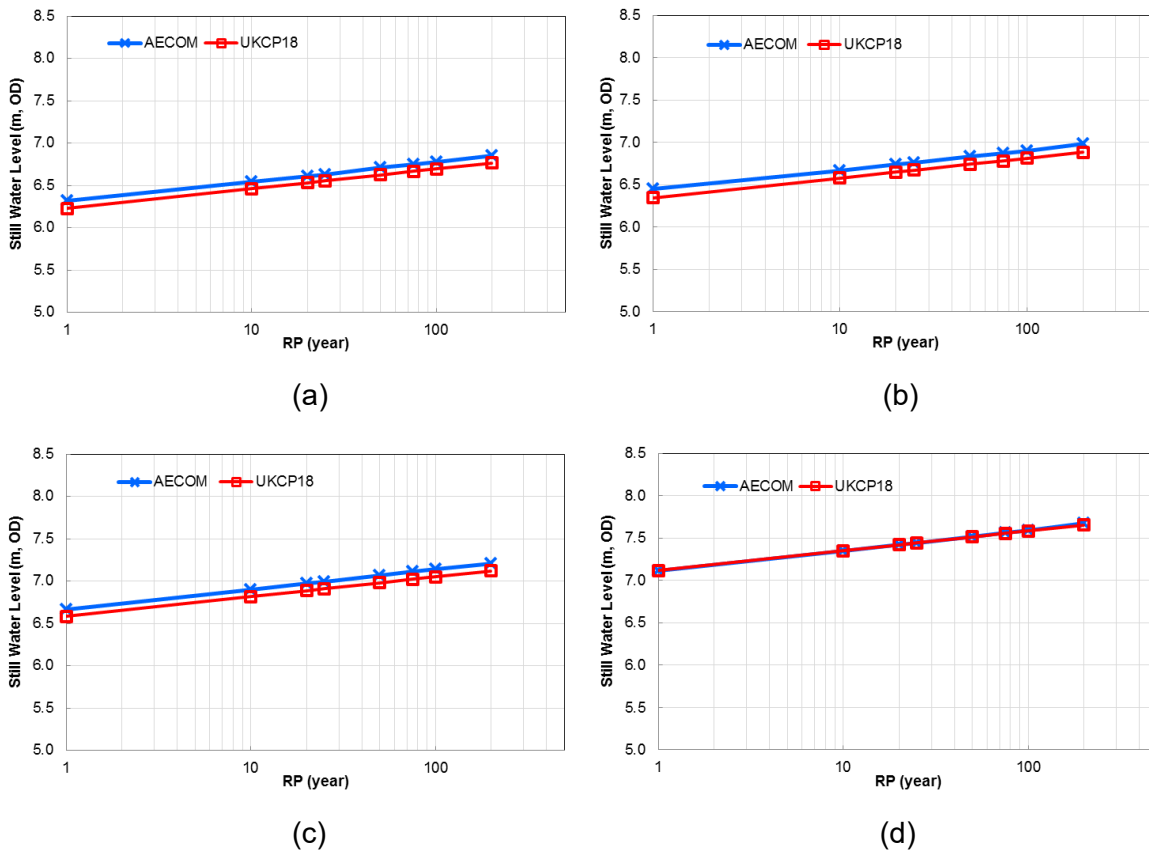 8.5
8.0
7.5
7.0
6.5
6.0
5.5
5.0
Still Water Level (m, OD)
AECOM UKCP18
1 10 100
RP (year)
(a)
8.5
8.0
7.5
7.0
6.5
6.0
5.5
5.0
Still Water Level (m, OD)
AECOM UKCP18
1 10 100
RP (year)
(b)
8.5
8.0
7.5
7.0
6.5
6.0
5.5
5.0
Still Water Level (m, OD)
AECOM UKCP18
1 10 100
RP (year)
(c)
8.5
8.0
7.5
7.0
6.5
6.0
5.5
5.0
Still Water Level (m, OD)
AECOM UKCP18
1 10 100
RP (year)
(d)